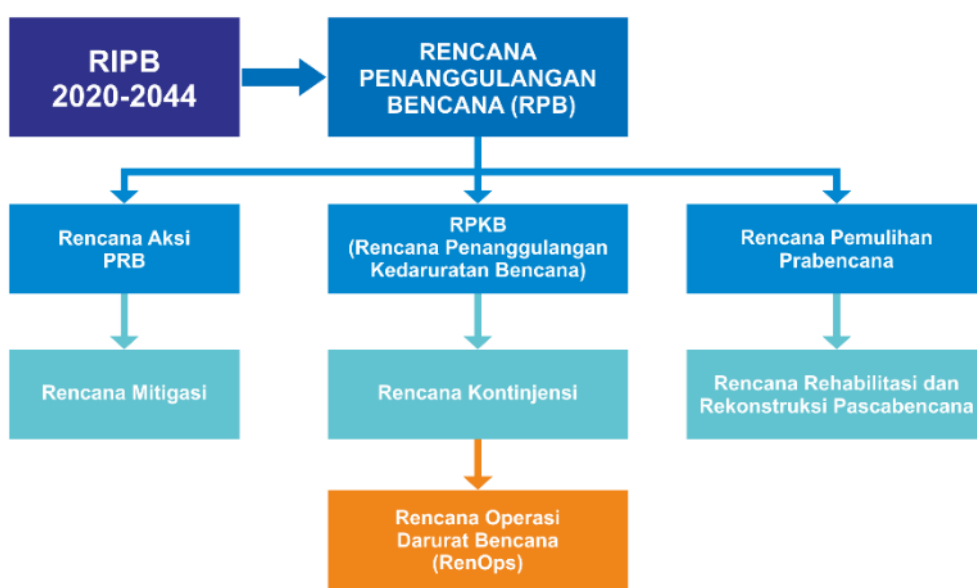 RIPB
2020-2044
RENCANA
PENANGGULANGAN
BENCANA (RPB)
Rencana Aksi
PRB
RPKB
(Rencana Penanggulangan
Kedaruratan Bencana)
Rencana Pemulihan
Prabencana
Rencana Mitigasi
Rencana Kontinjensi
Rencana Rehabilitasi dan
Rekonstruksi Pascabencana
Rencana Operasi
Darurat Bencana
(RenOps)